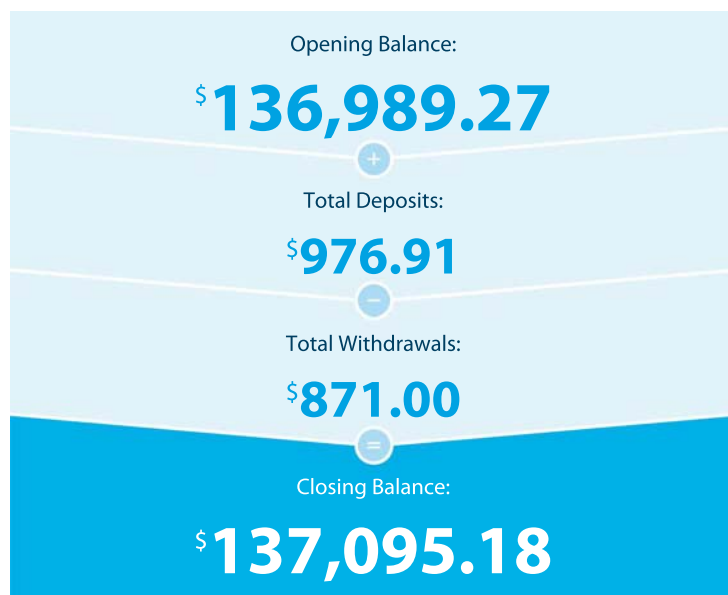 Opening Balance:
$136,989.27
+
Total Deposits:
$976.91
−
Total Withdrawals:
$871.00
=
Closing Balance:
$137,095.18